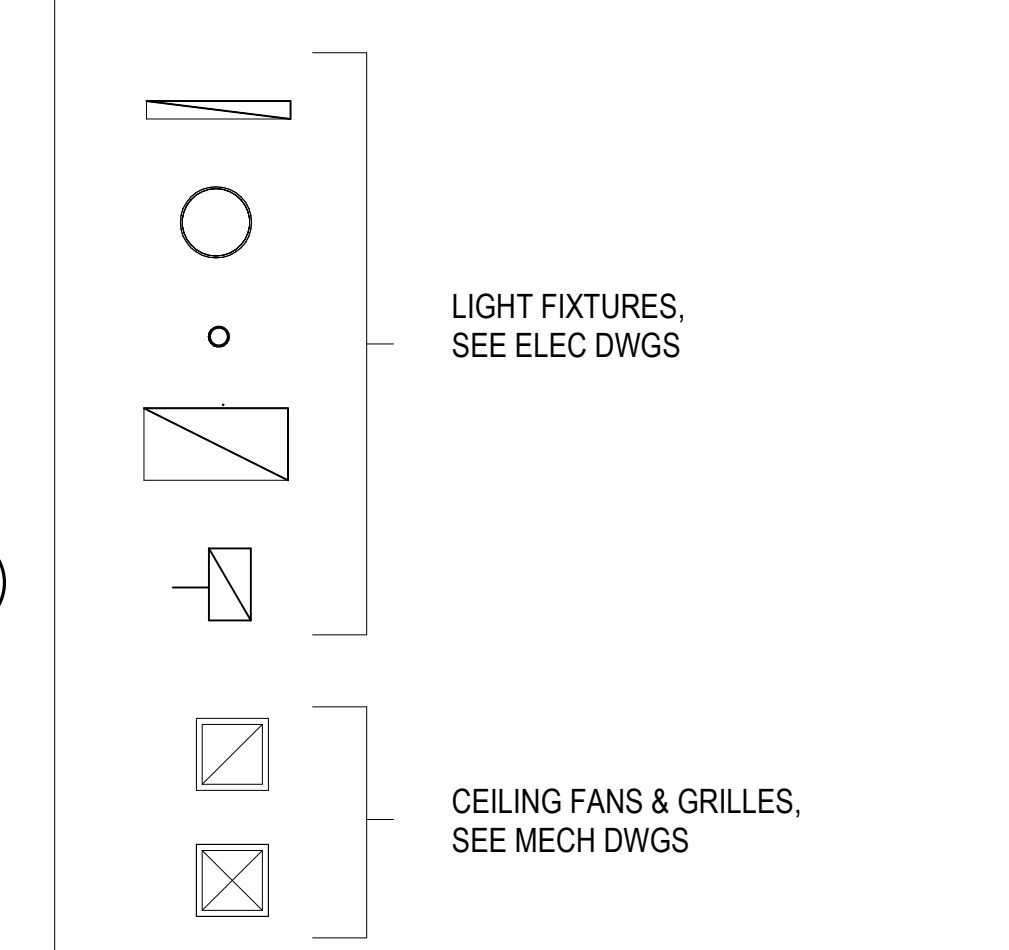 LIGHT FIXTURES,
SEE ELEC DWGS
CEILING FANS & GRILLES,
SEE MECH DWGS